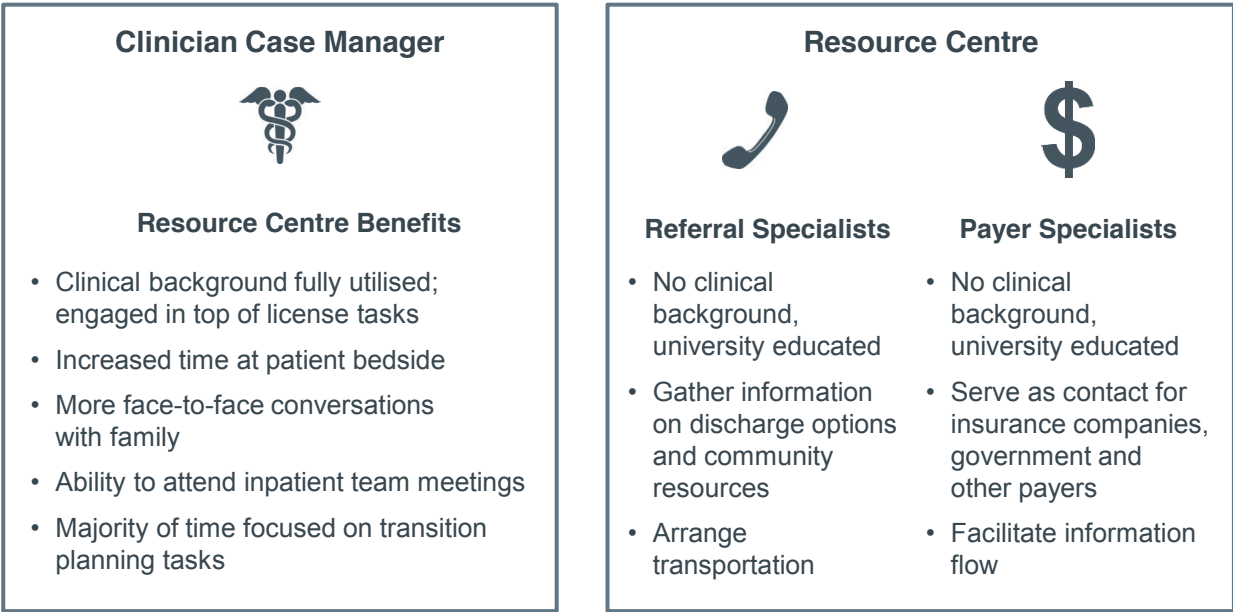 Clinician Case Manager
Resource Centre Benefits
• Clinical background fully utilised;
engaged in top of license tasks
• Increased time at patient bedside
• More face-to-face conversations
with family
• Ability to attend inpatient team meetings
• Majority of time focused on transition
planning tasks
Resource Centre
$
Referral Specialists
• No clinical
background,
university educated
• Gather information
on discharge options
and community
resources
• Arrange
transportation
Payer Specialists
• No clinical
background,
university educated
• Serve as contact for
insurance companies,
government and
other payers
• Facilitate information
flow